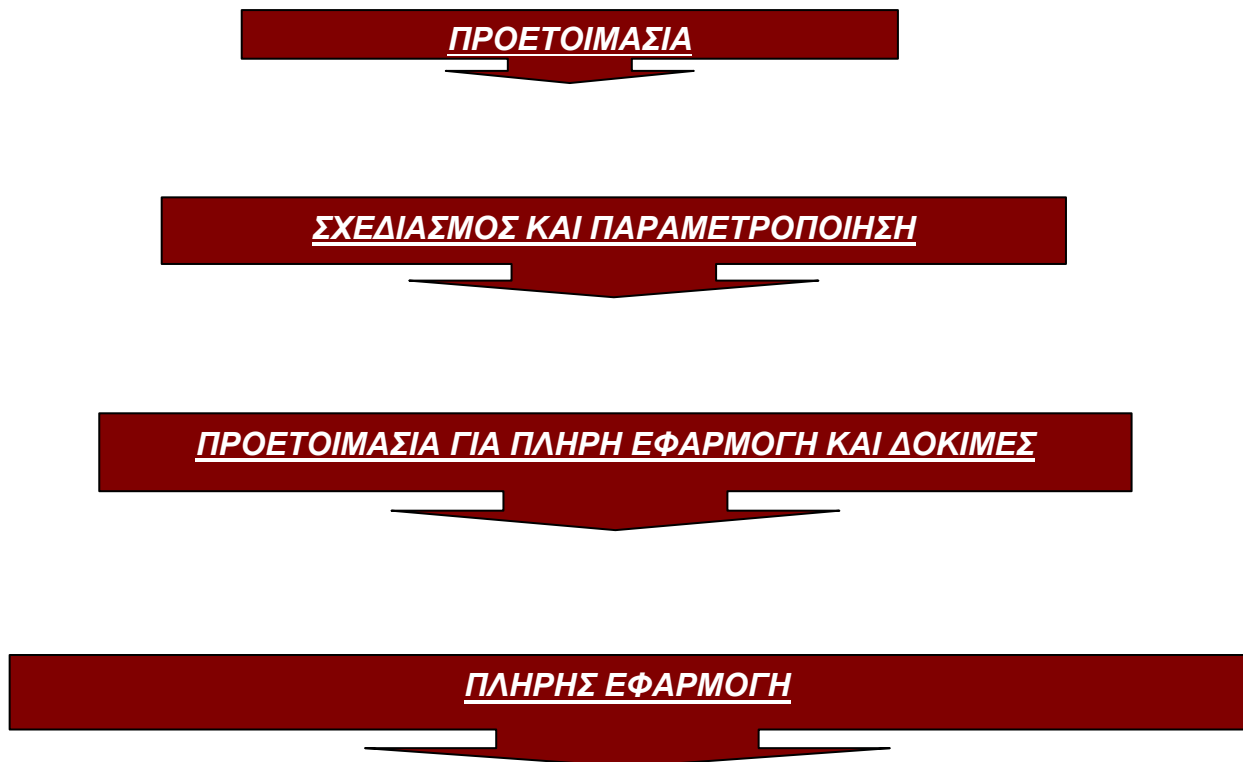 ΠΡΟΕΤΟΙΜΑΣΙΑ
ΣΧΕΔΙΑΣΜΟΣ ΚΑΙ ΠΑΡΑΜΕΤΡΟΠΟΙΗΣΗ
ΠΡΟΕΤΟΙΜΑΣΙΑ ΓΙΑ ΠΛΗΡΗ ΕΦΑΡΜΟΓΗ ΚΑΙ ΔΟΚΙΜΕΣ
ΠΛΗΡΗΣ ΕΦΑΡΜΟΓΗ